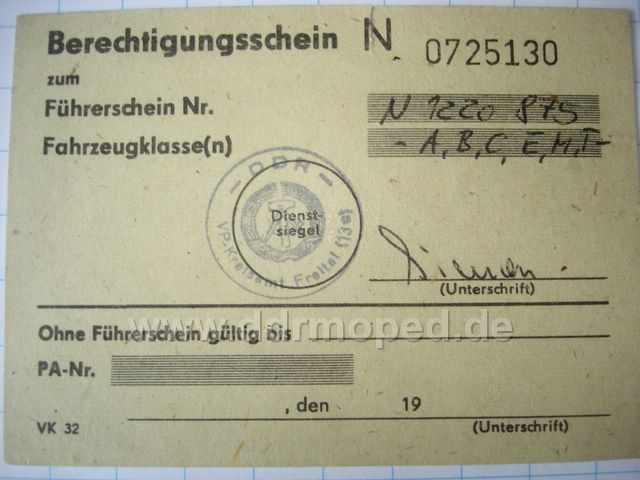 Berechtigungsschein N 0725130
zum
Führerschein Nr. N 1220 875
Fahrzeugklasse(n) - A, B, C, E, M, T -
- DDR -
Dienst-
siegel
VP-Kreisamt Freital (136)
(Unterschrift)
www.ddrmoped.de
Ohne Führerschein gültig bis
PA-Nr.
, den 19
VK 32 (Unterschrift)